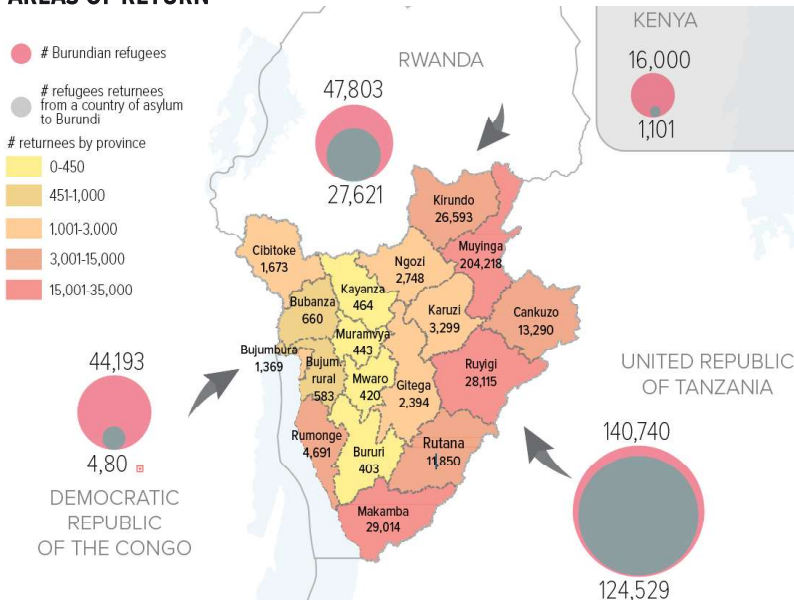 AREAS OF RETURN
# Burundian refugees
# refugees returnees
from a country of asylum
to Burundi
# returnees by province
0-450
451-1,000
1.001-3.000
3,001-15,000
15,001-35,000
RWANDA
47,803
27,621
KENYA
16,000
1,101
Kirundo
26,593
Muyinga
204,218
Cibitoke
1,673
Ngozi
2,748
Kayanza
464
Bubanza
660
Karuzi
3,299
Cankuzo
13,290
Muramvya
443
Bujumbura
1,369
Bujum.
rural
583
Mwaro
420
Gitega
2,394
Ruyigi
28,115
Rumonge
4,691
Bururi
403
Rutana
11,850
Makamba
29,014
44,193
4,80
DEMOCRATIC
REPUBLIC
OF THE CONGO
UNITED REPUBLIC
OF TANZANIA
140,740
124,529